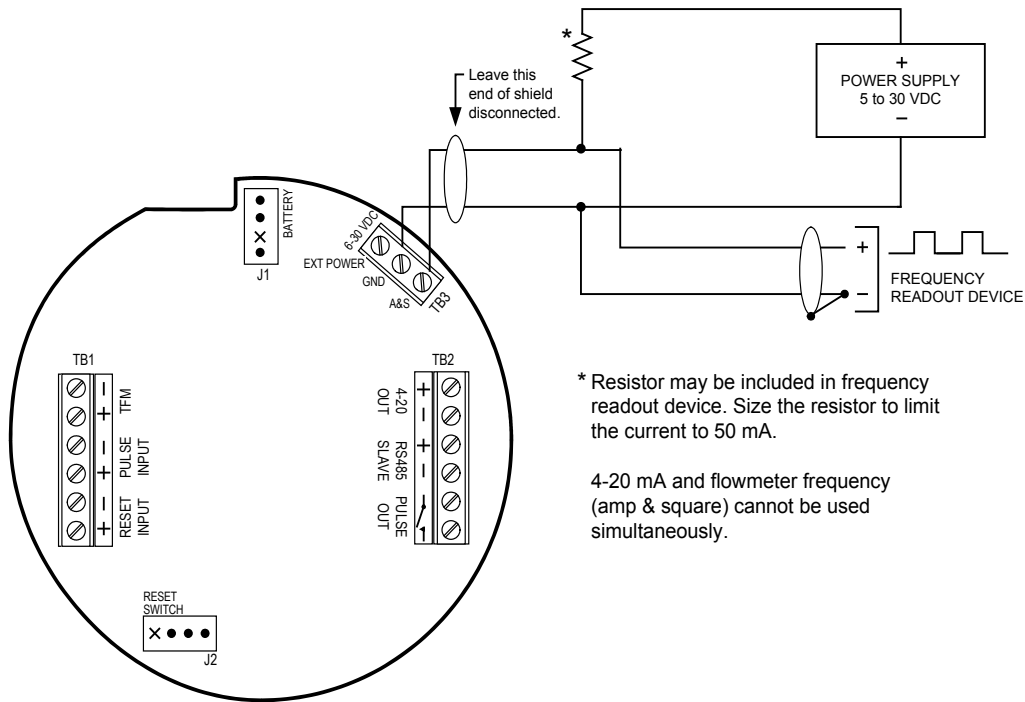 *
Leave this
end of shield
disconnected.
+
POWER SUPPLY
5 to 30 VDC
−
BATTERY
J1
6-30 VDC
EXT POWER
GND
A&S
TB3
+
−
FREQUENCY
READOUT DEVICE
TB1
− TFM
+
− PULSE
+ INPUT
− RESET
+ INPUT
TB2
4-20 +
OUT −
RS485 +
SLAVE −
PULSE
OUT
* Resistor may be included in frequency
readout device. Size the resistor to limit
the current to 50 mA.
4-20 mA and flowmeter frequency
(amp & square) cannot be used
simultaneously.
RESET
SWITCH
J2